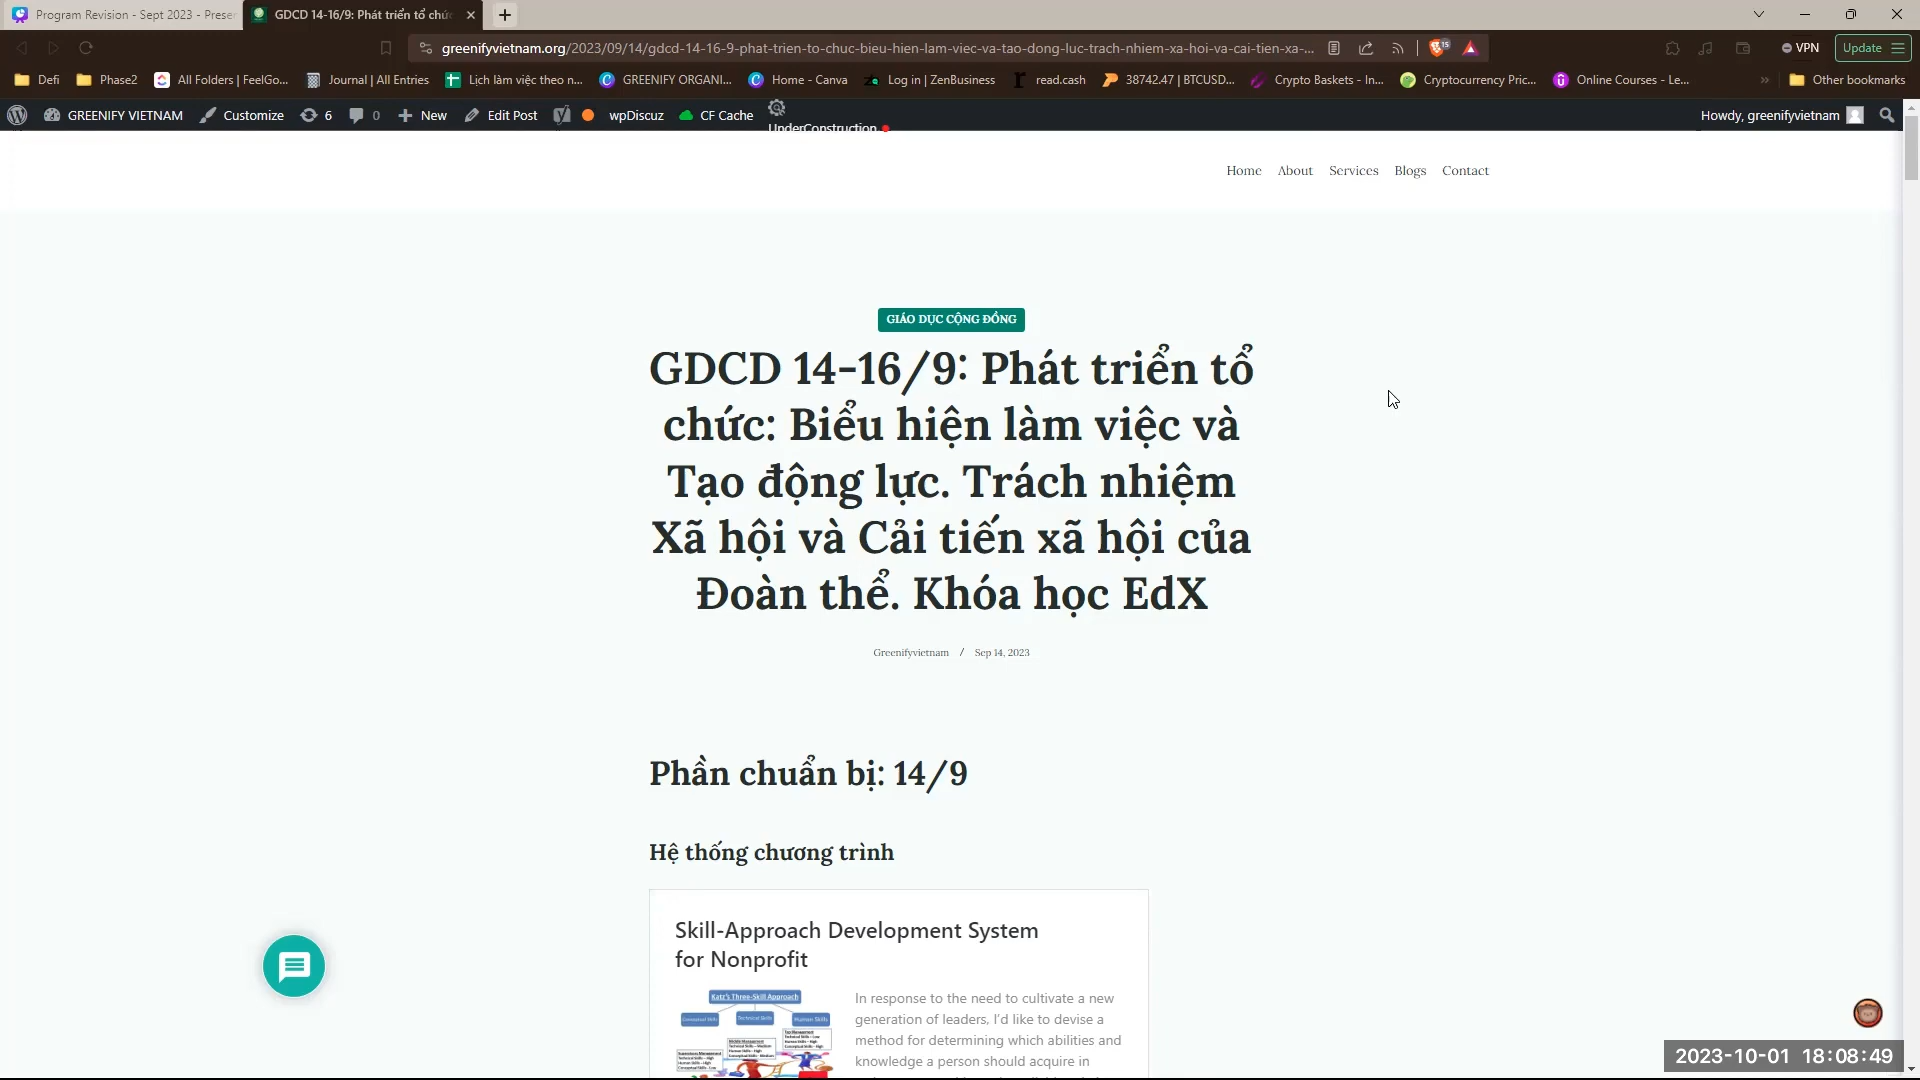 Program Revision - Sept 2023 - Preser
GDCD 14-16/9: Phát triển tổ chức
greenifyvietnam.org/2023/09/14/gdcd-14-16-9-phat-trien-to-chuc-bieu-hien-lam-viec-va-tao-dong-luc-trach-nhiem-xa-hoi-va-cai-tien-xa-...
15
VPN
Update
Defi
Phase2
All Folders | FeelGo...
Journal | All Entries
Lịch làm việc theo n...
GREENIFY ORGANI...
Home - Canva
Log in | ZenBusiness
read.cash
38742.47 | BTCUSD...
Crypto Baskets - In...
Cryptocurrency Pric...
Online Courses - Le...
Other bookmarks
GREENIFY VIETNAM
Customize
6
0
New
Edit Post
wpDiscuz
CF Cache
UnderConstruction
Howdy, greenifyvietnam
Home About Services Blogs Contact
GIÁO DỤC CỘNG ĐỒNG
GDCD 14-16/9: Phát triển tổ
chức: Biểu hiện làm việc và
Tạo động lực. Trách nhiệm
Xã hội và Cải tiến xã hội của
Đoàn thể. Khóa học EdX
Greenifyvietnam / Sep 14, 2023
Phần chuẩn bị: 14/9
Hệ thống chương trình
Skill-Approach Development System
for Nonprofit
Katz's Three-Skill Approach
Conceptual Skills
Technical Skills
Human Skills
In response to the need to cultivate a new
generation of leaders, I'd like to devise a
method for determining which abilities and
knowledge a person should acquire in
2023-10-01 18:08:49